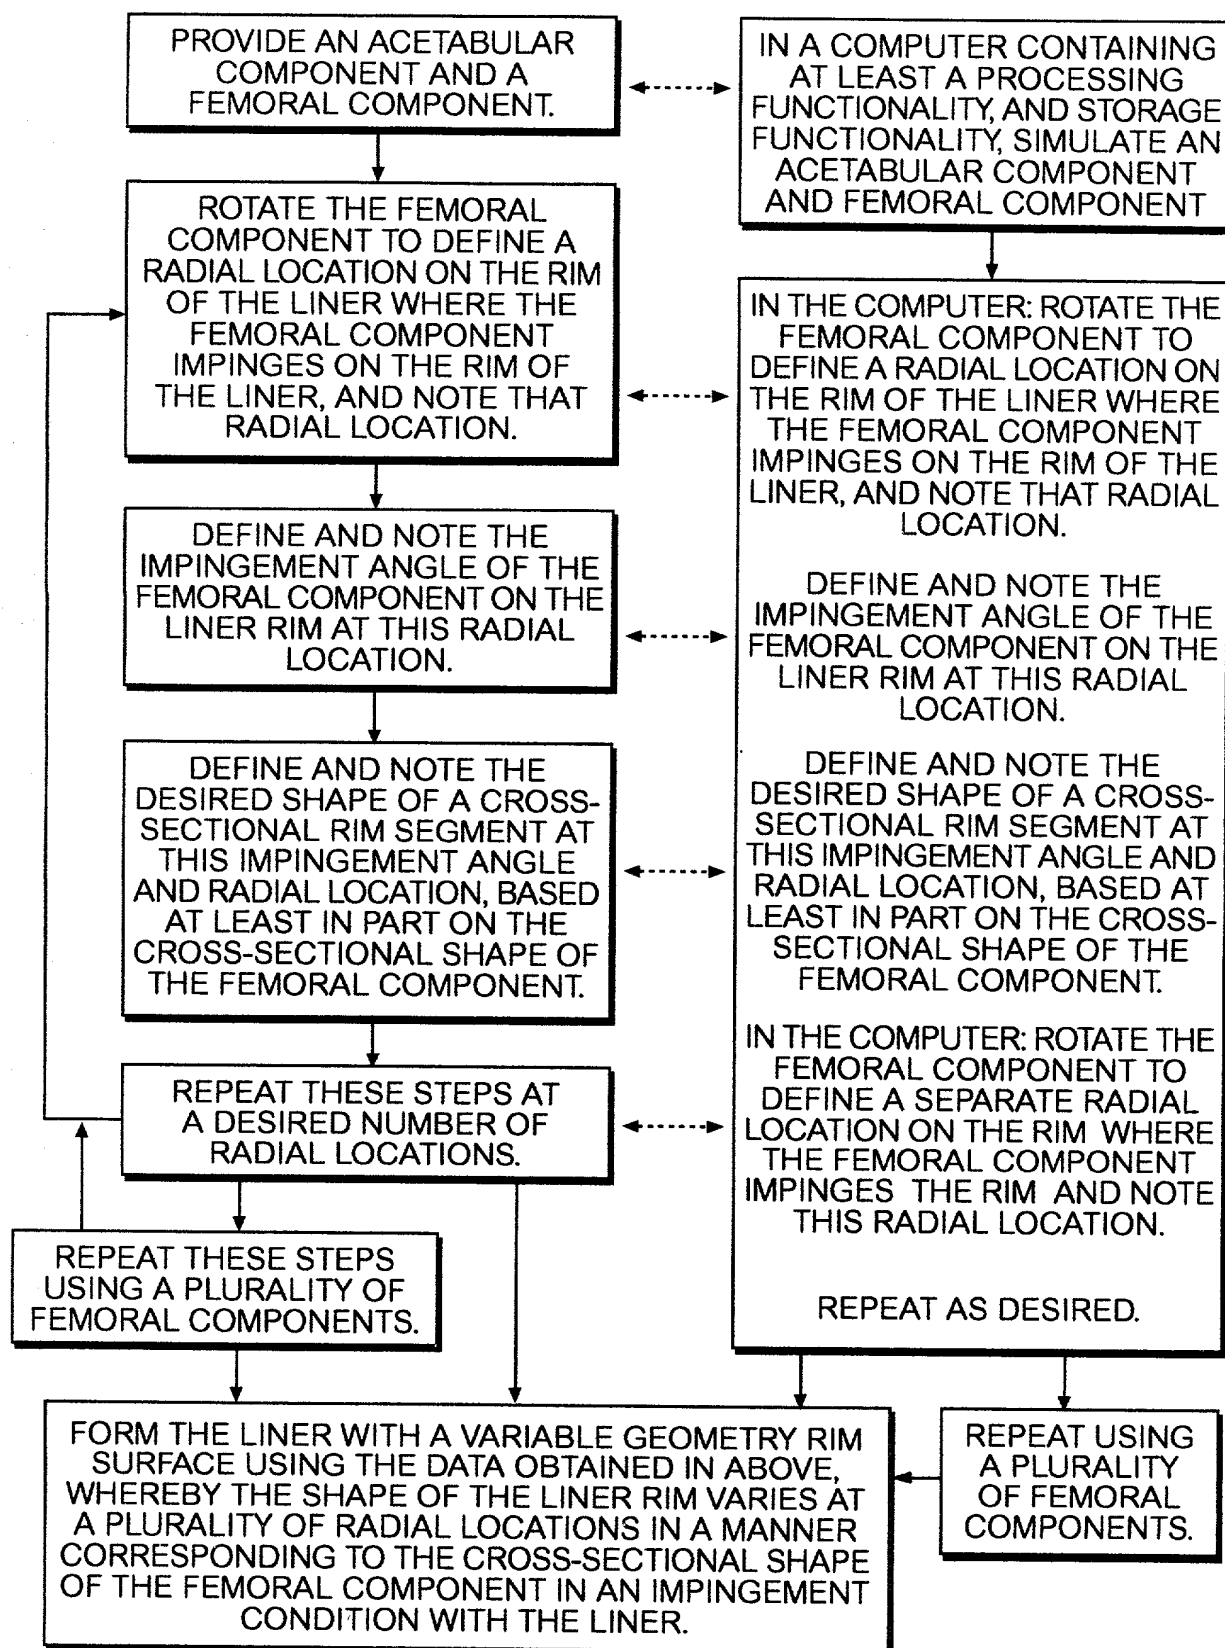 PROVIDE AN ACETABULAR
COMPONENT AND A
FEMORAL COMPONENT.
ROTATE THE FEMORAL
COMPONENT TO DEFINE A
RADIAL LOCATION ON THE RIM
OF THE LINER WHERE THE
FEMORAL COMPONENT
IMPINGES ON THE RIM OF
THE LINER, AND NOTE THAT
RADIAL LOCATION.
DEFINE AND NOTE THE
IMPINGEMENT ANGLE OF THE
FEMORAL COMPONENT ON THE
LINER RIM AT THIS RADIAL
LOCATION.
DEFINE AND NOTE THE
DESIRED SHAPE OF A CROSS-
SECTIONAL RIM SEGMENT AT
THIS IMPINGEMENT ANGLE
AND RADIAL LOCATION, BASED
AT LEAST IN PART ON THE
CROSS-SECTIONAL SHAPE OF
THE FEMORAL COMPONENT.
REPEAT THESE STEPS AT
A DESIRED NUMBER OF
RADIAL LOCATIONS.
REPEAT THESE STEPS
USING A PLURALITY OF
FEMORAL COMPONENTS.
IN A COMPUTER CONTAINING
AT LEAST A PROCESSING
FUNCTIONALITY, AND STORAGE
FUNCTIONALITY, SIMULATE AN
ACETABULAR COMPONENT
AND FEMORAL COMPONENT
IN THE COMPUTER: ROTATE THE
FEMORAL COMPONENT TO
DEFINE A RADIAL LOCATION ON
THE RIM OF THE LINER WHERE
THE FEMORAL COMPONENT
IMPINGES ON THE RIM OF THE
LINER, AND NOTE THAT RADIAL
LOCATION.
DEFINE AND NOTE THE
IMPINGEMENT ANGLE OF THE
FEMORAL COMPONENT ON THE
LINER RIM AT THIS RADIAL
LOCATION.
DEFINE AND NOTE THE
DESIRED SHAPE OF A CROSS-
SECTIONAL RIM SEGMENT AT
THIS IMPINGEMENT ANGLE AND
RADIAL LOCATION, BASED AT
LEAST IN PART ON THE CROSS-
SECTIONAL SHAPE OF THE
FEMORAL COMPONENT.
IN THE COMPUTER: ROTATE THE
FEMORAL COMPONENT TO
DEFINE A SEPARATE RADIAL
LOCATION ON THE RIM WHERE
THE FEMORAL COMPONENT
IMPINGES THE RIM AND NOTE
THIS RADIAL LOCATION.
REPEAT AS DESIRED.
FORM THE LINER WITH A VARIABLE GEOMETRY RIM
SURFACE USING THE DATA OBTAINED IN ABOVE,
WHEREBY THE SHAPE OF THE LINER RIM VARIES AT
A PLURALITY OF RADIAL LOCATIONS IN A MANNER
CORRESPONDING TO THE CROSS-SECTIONAL SHAPE
OF THE FEMORAL COMPONENT IN AN IMPINGEMENT
CONDITION WITH THE LINER.
REPEAT USING
A PLURALITY
OF FEMORAL
COMPONENTS.